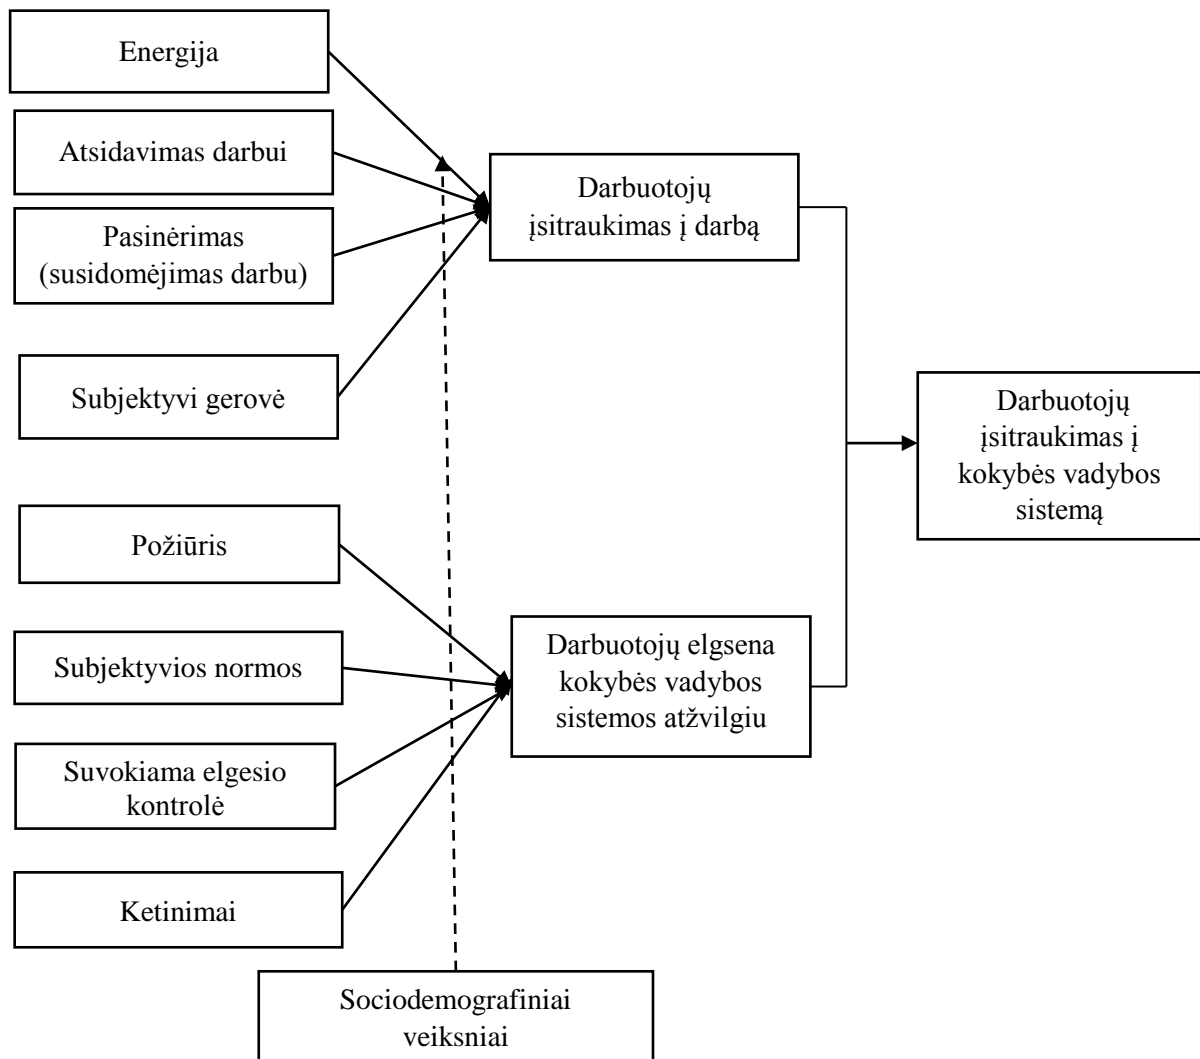 Energija
Atsidavimas darbui
Pasinėrimas
(susidomėjimas darbu)
Subjektyvi gerovė
Darbuotojų
įsitraukimas į darbą
Požiūris
Subjektyvios normos
Suvokiama elgesio
kontrolė
Ketinimai
Darbuotojų elgsena
kokybės vadybos
sistemos atžvilgiu
Darbuotojų
įsitraukimas į
kokybės vadybos
sistemą
Sociodemografiniai
veiksniai